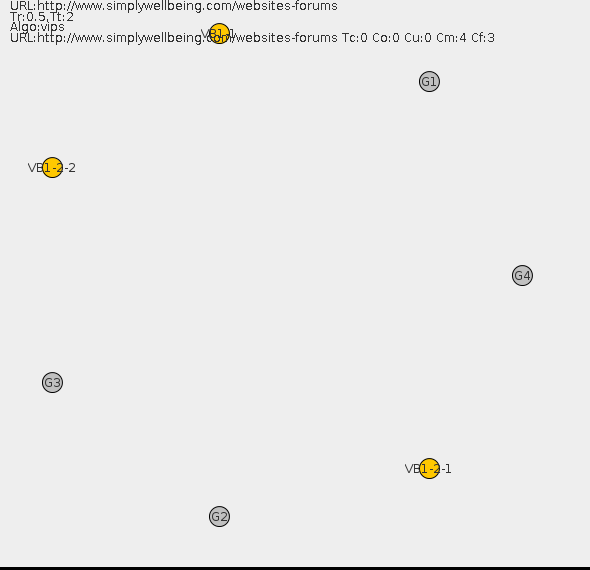 URL:http://www.simplywellbeing.com/websites-forums
Tr:0.5,Tt:2
Algo:vips
URL:http://www.simplywellbeing.com/websites-forums Tc:0 Co:0 Cu:0 Cm:4 Cf:3
VB1-1
G1
VB1-2-2
G4
G3
VB1-2-1
G2